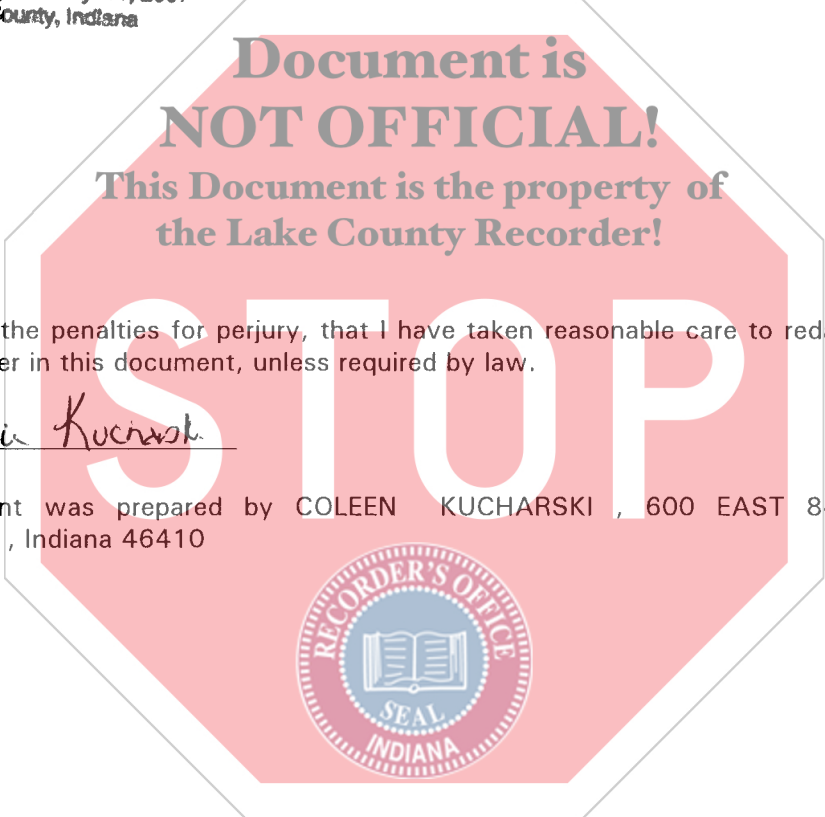 ounty, Indiana
Document is
NOT OFFICIAL!
This Document is the property of
the Lake County Recorder!
STOP
the penalties for perjury, that I have taken reasonable care to red
er in this document, unless required by law.
Kucharski
nt was prepared by COLEEN KUCHARSKI , 600 EAST 8
, Indiana 46410
RECORDER'S OFFICE
SEAL
INDIANA